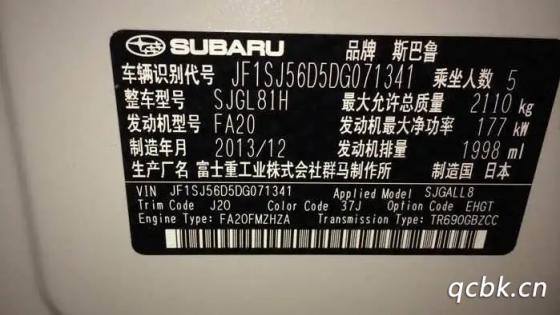 SUBARU 品牌 斯巴鲁
车辆识别代号 JF1SJ56D5DG071341 乘坐人数 5
整车型号 SJGL81H 最大允许总质量 2110 kg
发动机型号 FA20 发动机最大净功率 177 kW
制造年月 2013/12 发动机排量 1998 ml
生产厂名 富士重工业株式会社群马制作所 制造国 日本
VIN JF1SJ56D5DG071341 Applied Model SJGALL8
Trim Code J20 Color Code 37J Option Code EHGT
Engine Type: FA20FMZHZA Transmission Type: TR690GBZCC
qcbk.cn